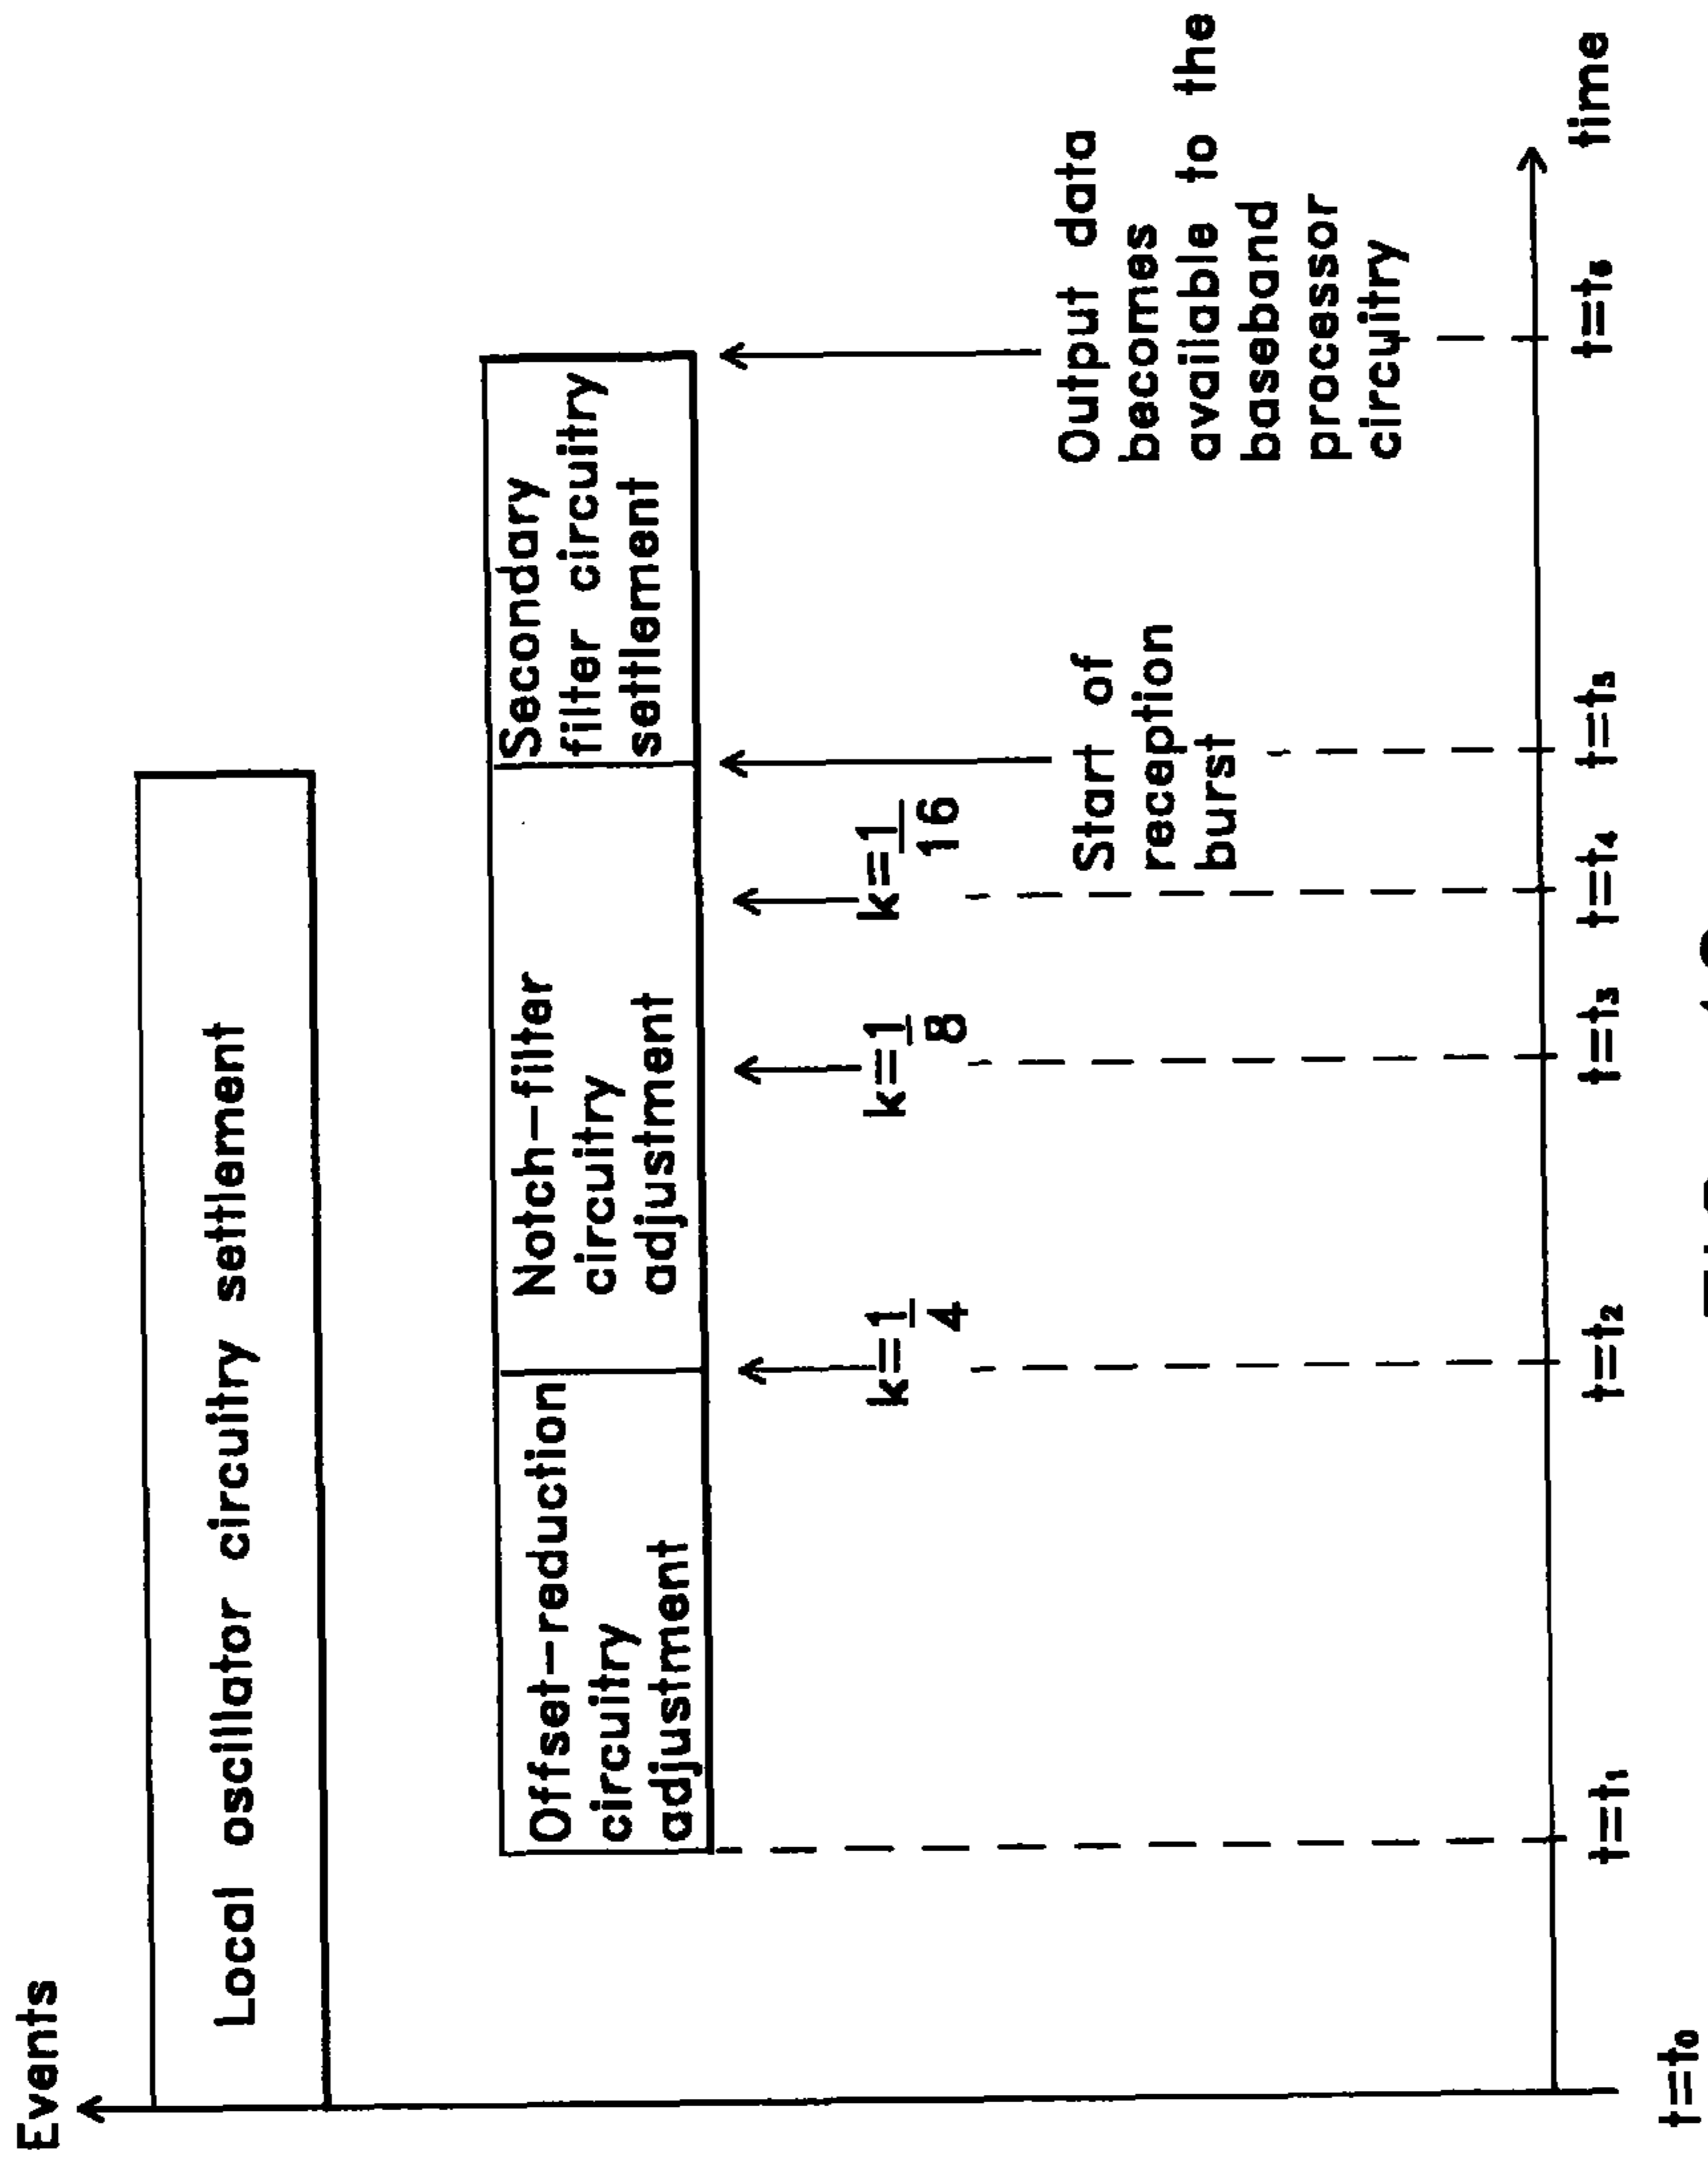 Events
Local oscillator circuitry settlement
Offset-reduction
circuitry
adjustment
Notch-filter
circuitry
adjustment
Secondary
filter circuitry
settlement
k=1/4
k=1/8
k=1/16
Start of
reception
burst
Output data
becomes
available to the
baseband
processor
circuitry
t=t0
t=t1
t=t2
t=t3
t=t4
t=t5
t=t6
time